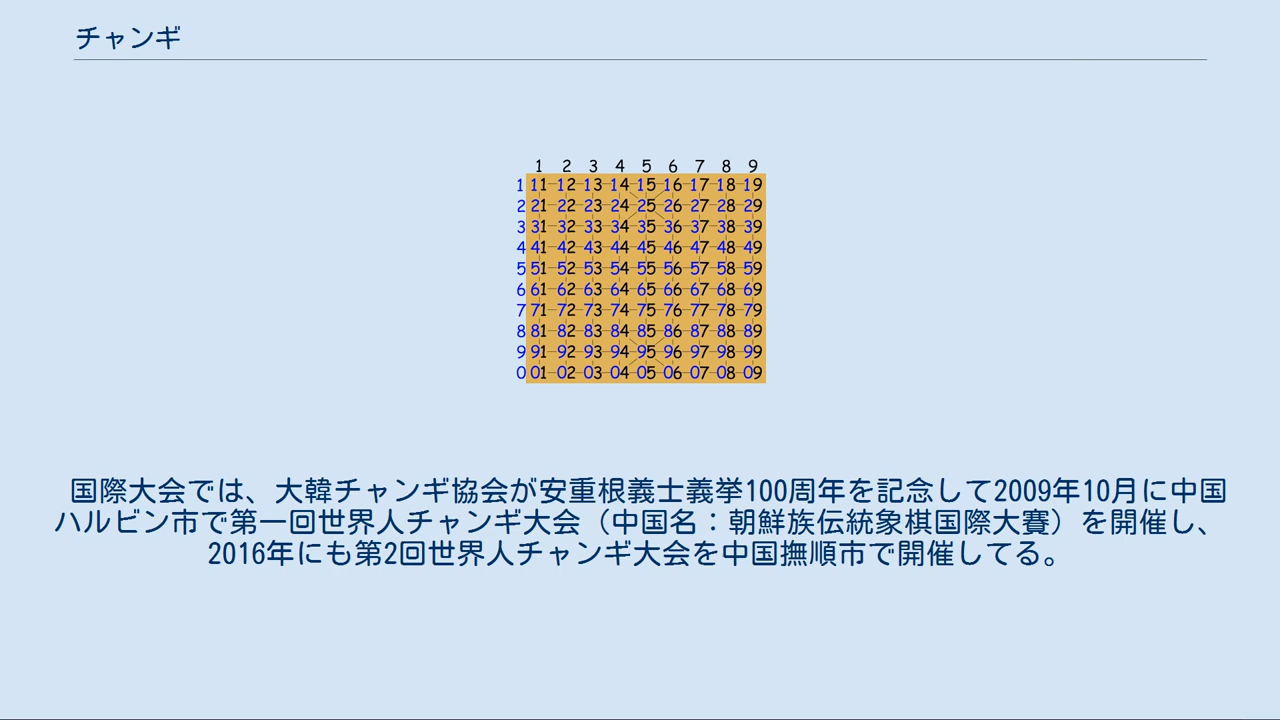 チャンギ
1 2 3 4 5 6 7 8 9
1 11 12 13 14 15 16 17 18 19
2 21 22 23 24 25 26 27 28 29
3 31 32 33 34 35 36 37 38 39
4 41 42 43 44 45 46 47 48 49
5 51 52 53 54 55 56 57 58 59
6 61 62 63 64 65 66 67 68 69
7 71 72 73 74 75 76 77 78 79
8 81 82 83 84 85 86 87 88 89
9 91 92 93 94 95 96 97 98 99
0 01 02 03 04 05 06 07 08 09
国際大会では、大韓チャンギ協会が安重根義士義挙100周年を記念して2009年10月に中国
ハルビン市で第一回世界人チャンギ大会（中国名：朝鮮族伝統象棋国際大賽）を開催し、
2016年にも第2回世界人チャンギ大会を中国撫順市で開催してる。